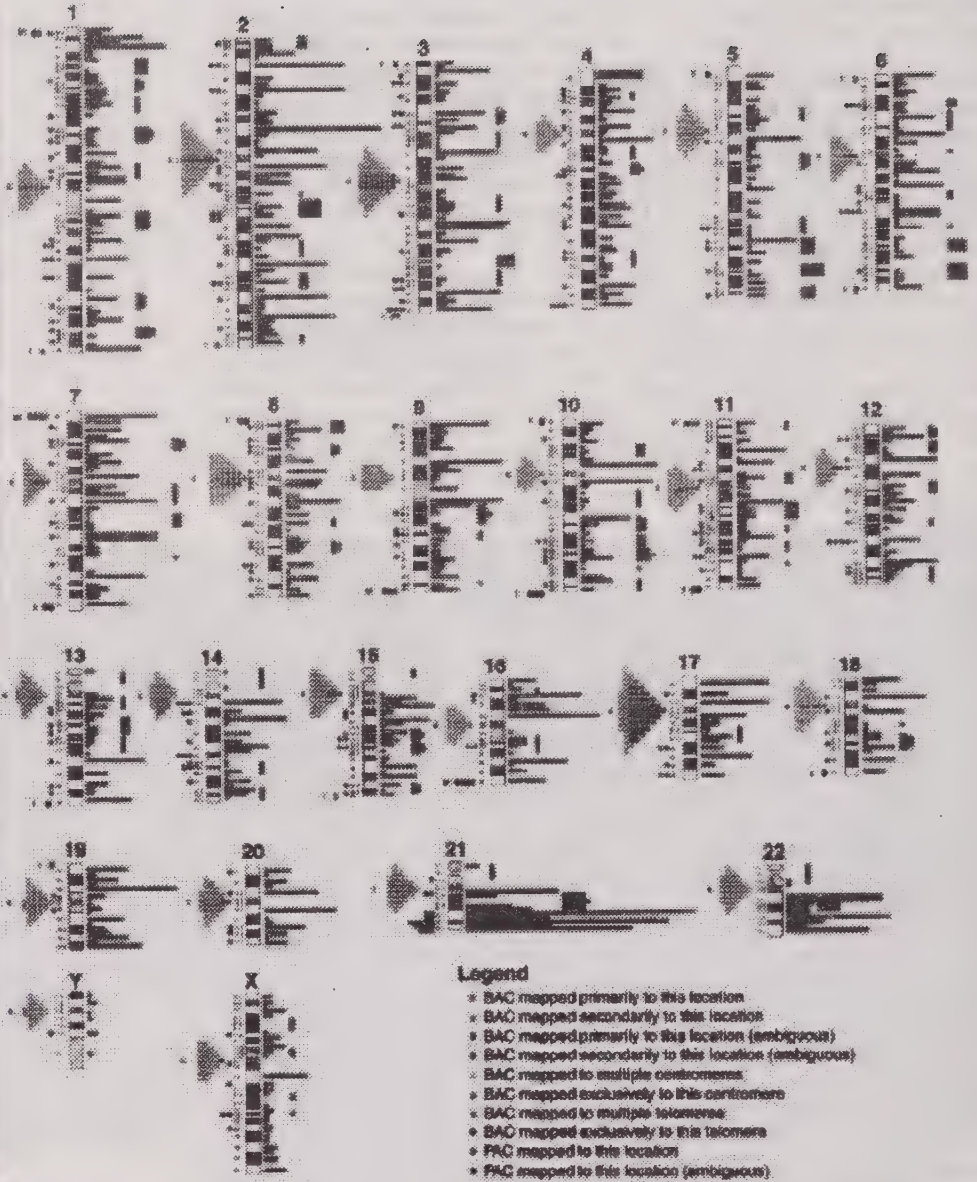 1 2 3 4 5 6
7 8 9 10 11 12
13 14 15 16 17 18
19 20 21 22
Y X
Legend
BAC mapped primarily to this location
BAC mapped secondarily to this location
BAC mapped primarily to this location (ambiguous)
BAC mapped secondarily to this location (ambiguous)
BAC mapped to multiple centromeres
BAC mapped exclusively to this centromere
BAC mapped to multiple telomeres
BAC mapped exclusively to this telomere
PAC mapped to this location
PAC mapped to this location (ambiguous)